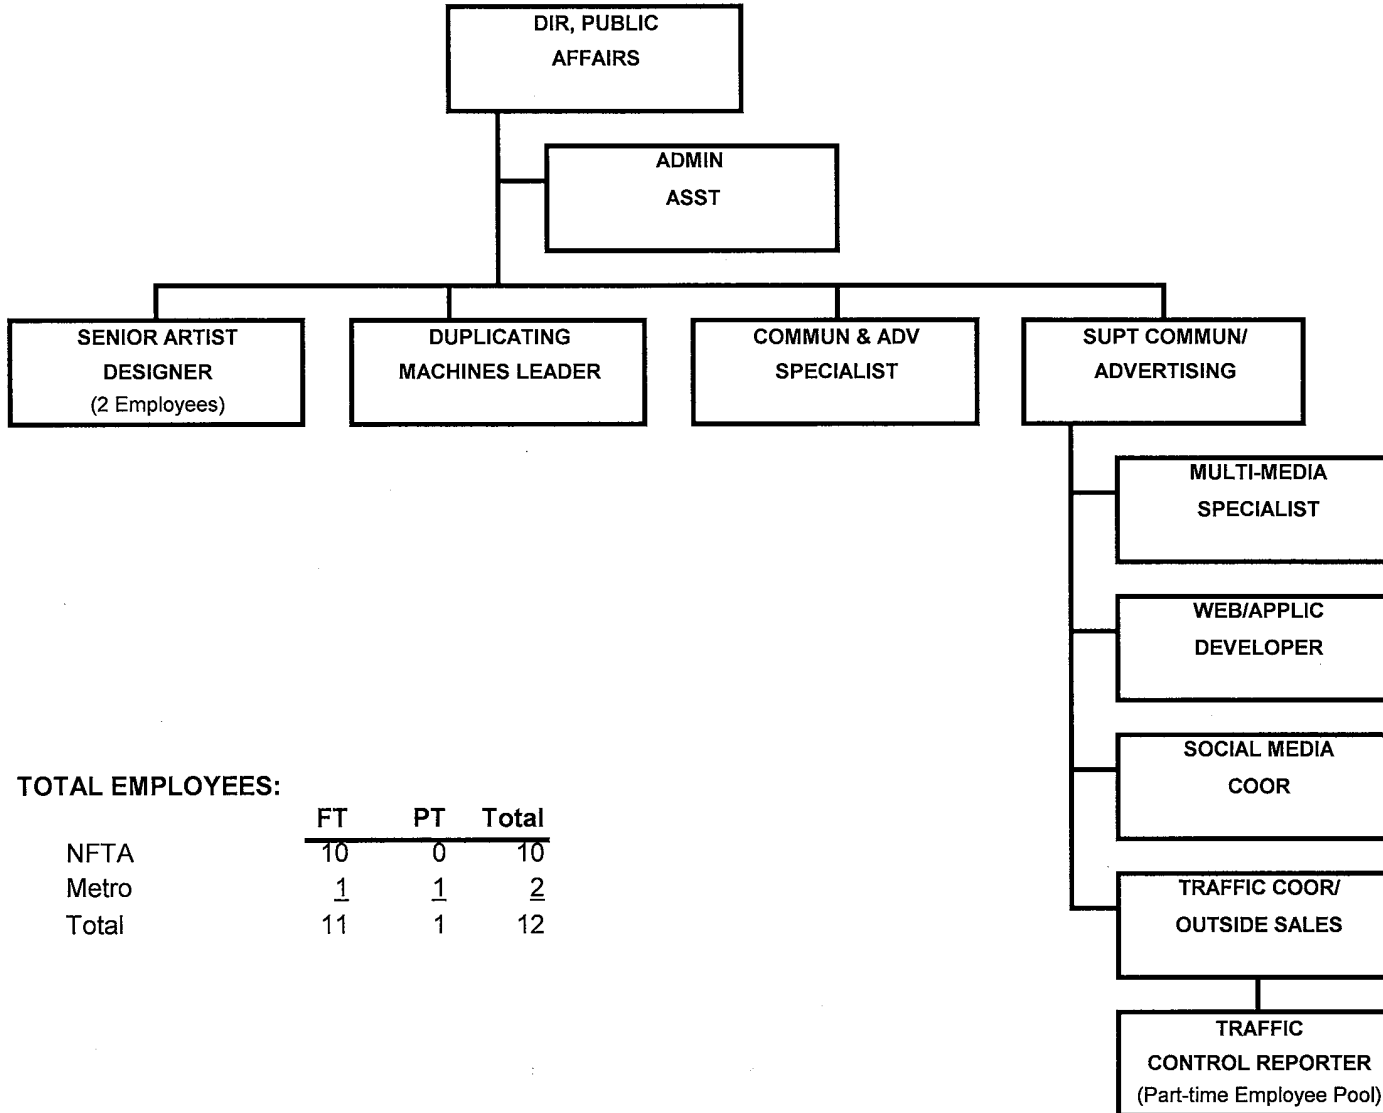 DIR, PUBLIC
AFFAIRS
ADMIN
ASST
SENIOR ARTIST
DESIGNER
(2 Employees)
DUPLICATING
MACHINES LEADER
COMMUN & ADV
SPECIALIST
SUPT COMMUN/
ADVERTISING
MULTI-MEDIA
SPECIALIST
WEB/APPLIC
DEVELOPER
SOCIAL MEDIA
COOR
TRAFFIC COOR/
OUTSIDE SALES
TRAFFIC
CONTROL REPORTER
(Part-time Employee Pool)
TOTAL EMPLOYEES:
FT PT Total
NFTA 10 0 10
Metro 1 1 2
Total 11 1 12